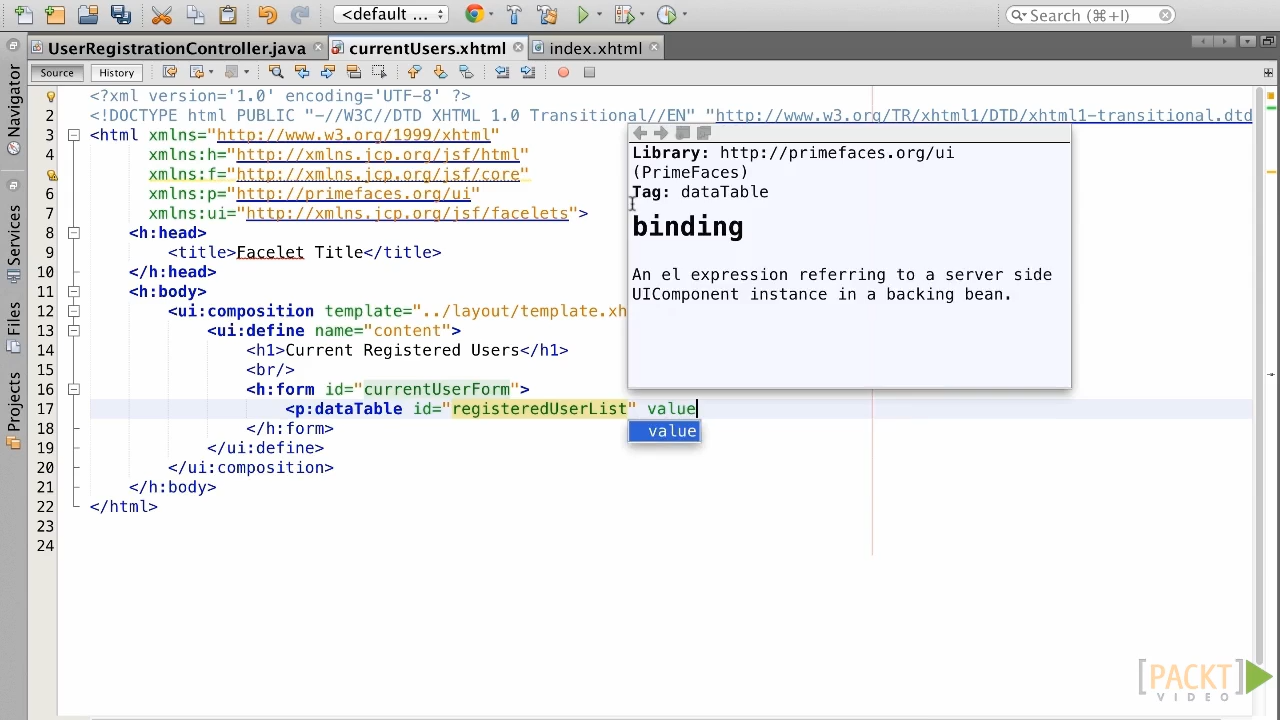 <default ...
Search (⌘+I)
UserRegistrationController.java
currentUsers.xhtml
index.xhtml
Source
History
Navigator
Services
Files
Projects
1 <?xml version='1.0' encoding='UTF-8' ?>
2 <!DOCTYPE html PUBLIC "-//W3C//DTD XHTML 1.0 Transitional//EN" "http://www.w3.org/TR/xhtml1/DTD/xhtml1-transitional.dtd
3 <html xmlns="http://www.w3.org/1999/xhtml"
4 xmlns:h="http://xmlns.jcp.org/jsf/html"
xmlns:f="http://xmlns.jcp.org/jsf/core"
6 xmlns:p="http://primefaces.org/ui"
7 xmlns:ui="http://xmlns.jcp.org/jsf/facelets">
8 <h:head>
9 <title>Facelet Title</title>
10 </h:head>
11 <h:body>
12 <ui:composition template="../layout/template.xh
13 <ui:define name="content">
14 <h1>Current Registered Users</h1>
15 <br/>
16 <h:form id="currentUserForm">
17 <p:dataTable id="registeredUserList" value
18 </h:form>
19 </ui:define>
20 </ui:composition>
21 </h:body>
22 </html>
23
24
Library: http://primefaces.org/ui
(PrimeFaces)
Tag: dataTable
binding
An el expression referring to a server side
UIComponent instance in a backing bean.
value
[PACKT]
VIDEO